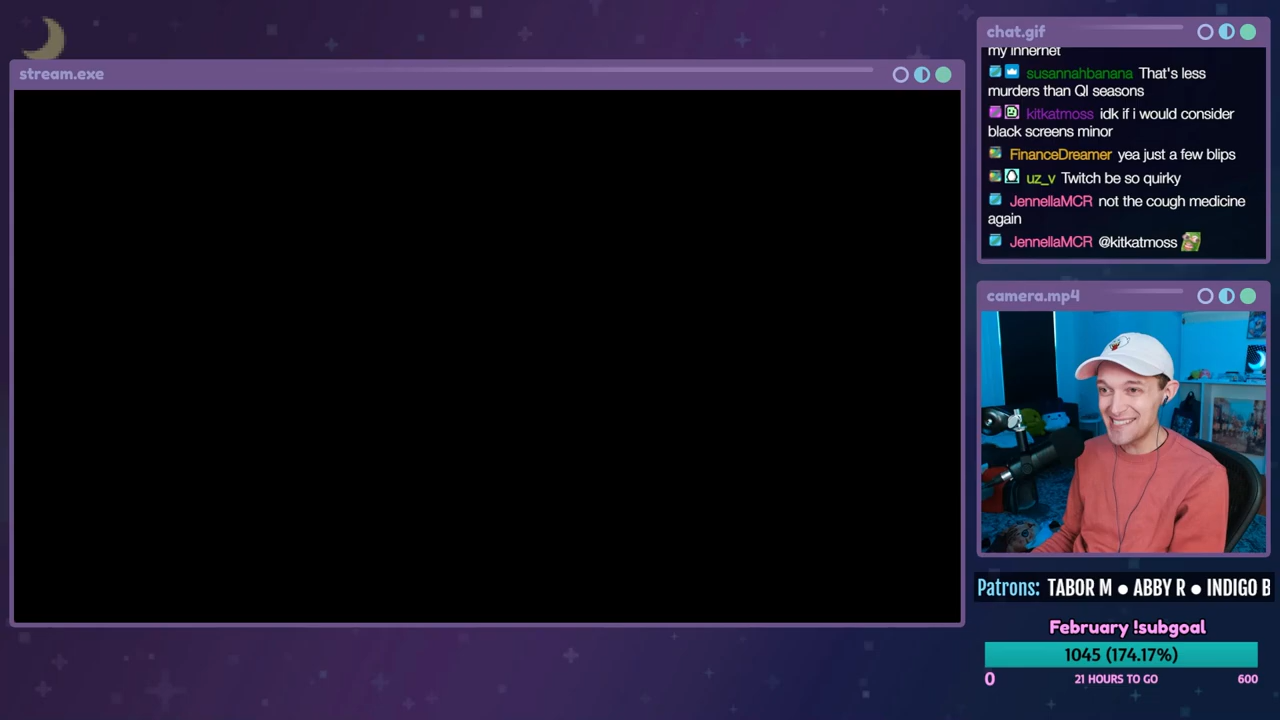 stream.exe
chat.gif
my innernet
susannahbanana That's less
murders than QI seasons
kitkatmoss idk if i would consider
black screens minor
FinanceDreamer yea just a few blips
uz_v Twitch be so quirky
JennellaMCR not the cough medicine
again
JennellaMCR @kitkatmoss
camera.mp4
Patrons: TABOR M ● ABBY R ● INDIGO B
February !subgoal
1045 (174.17%)
0 21 HOURS TO GO 600